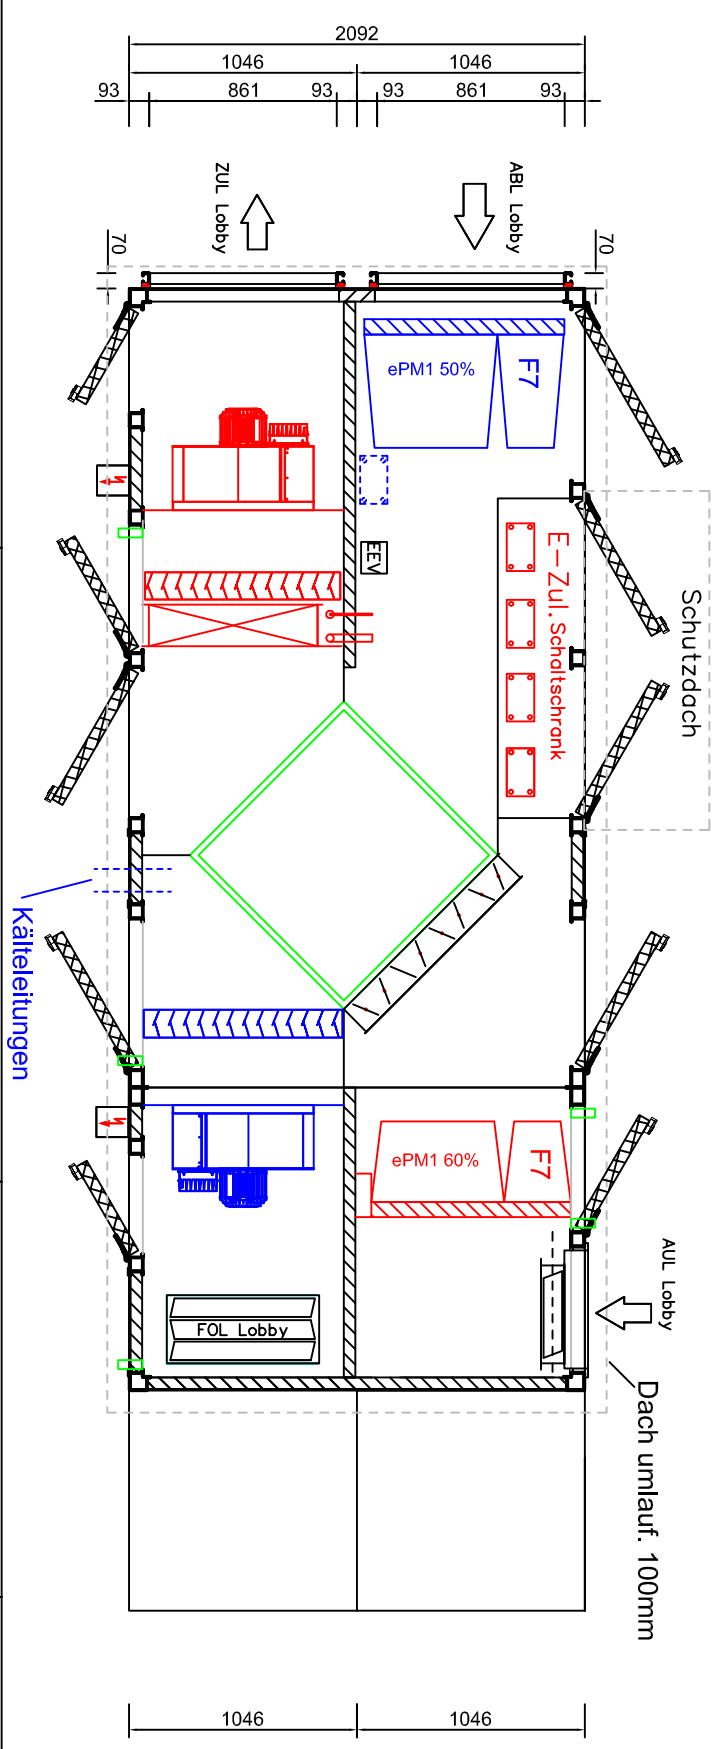 2092
1046
1046
93
861
93
93
861
93
ZUL Lobby
ABL Lobby
70
70
ePM1 50%
F7
EEV
E-Zul. Schaltschrank
Schutzdach
Kälteleitungen
ePM1 60%
F7
FOL Lobby
AUL Lobby
Dach umlauf. 100mm
1046
1046